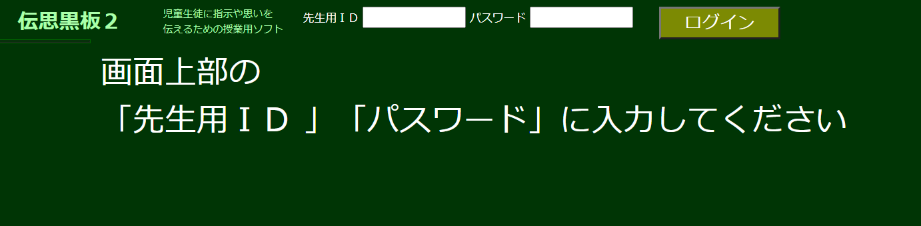 伝思黒板２
児童生徒に指示や思いを
伝えるための授業用ソフト
先生用ＩＤ パスワード ログイン
画面上部の
「先生用ＩＤ」「パスワード」に入力してください